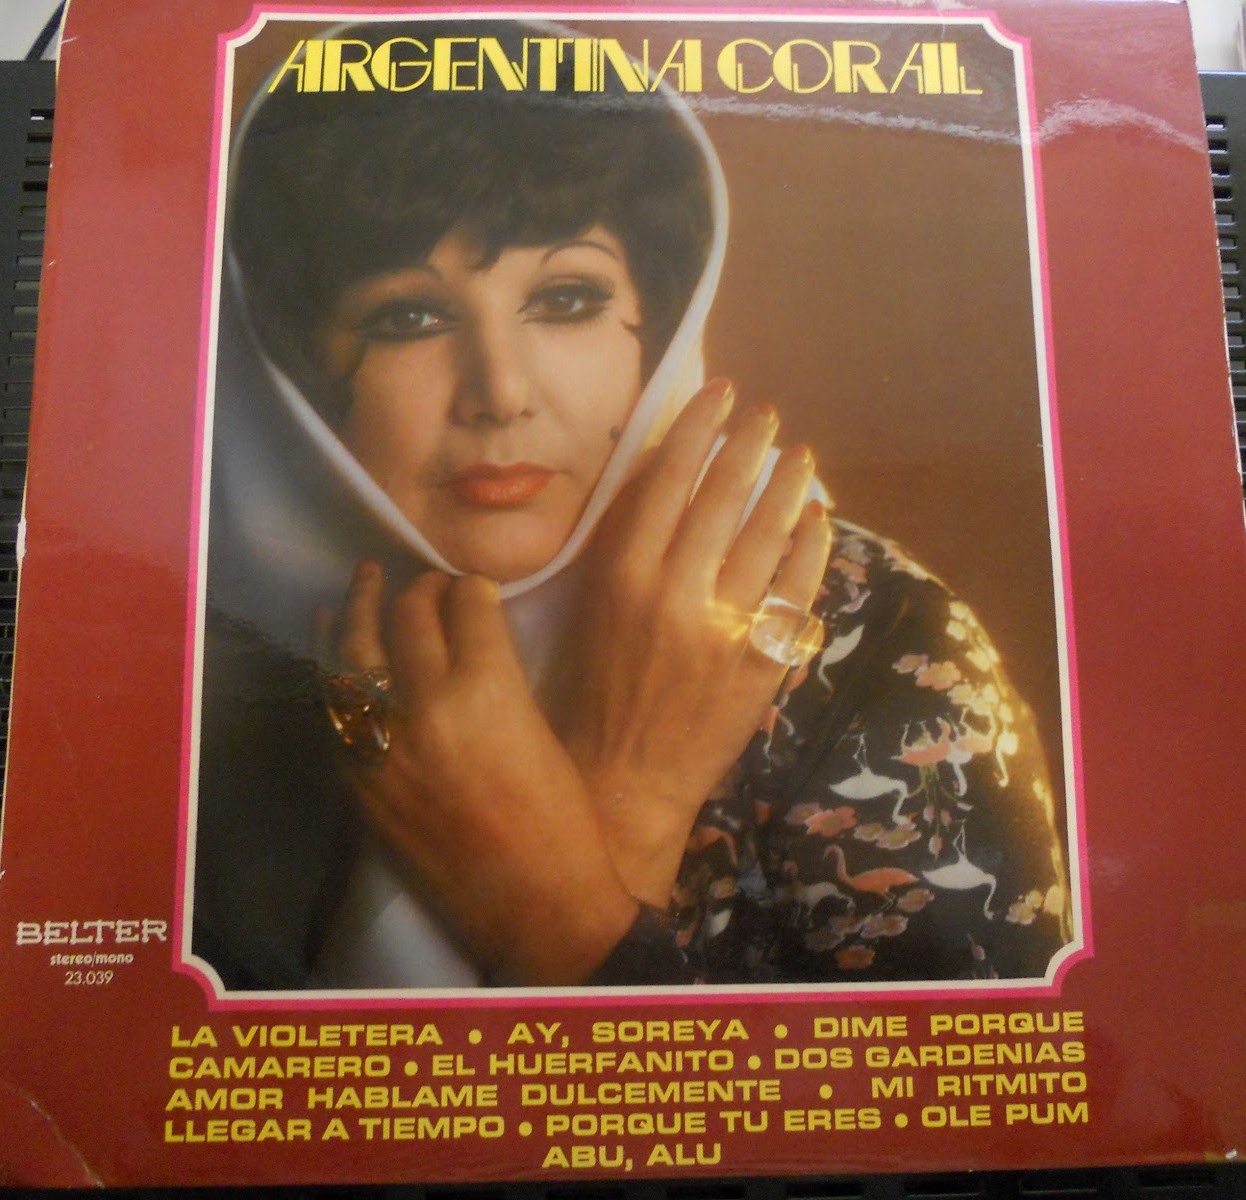 ARGENTINA CORAL
BELTER
stereo/mono
23.039
LA VIOLETERA • AY, SOREYA • DIME PORQUE
CAMARERO • EL HUERFANITO • DOS GARDENIAS
AMOR HABLAME DULCEMENTE • MI RITMITO
LLEGAR A TIEMPO • PORQUE TU ERES • OLE PUM
ABU, ALU